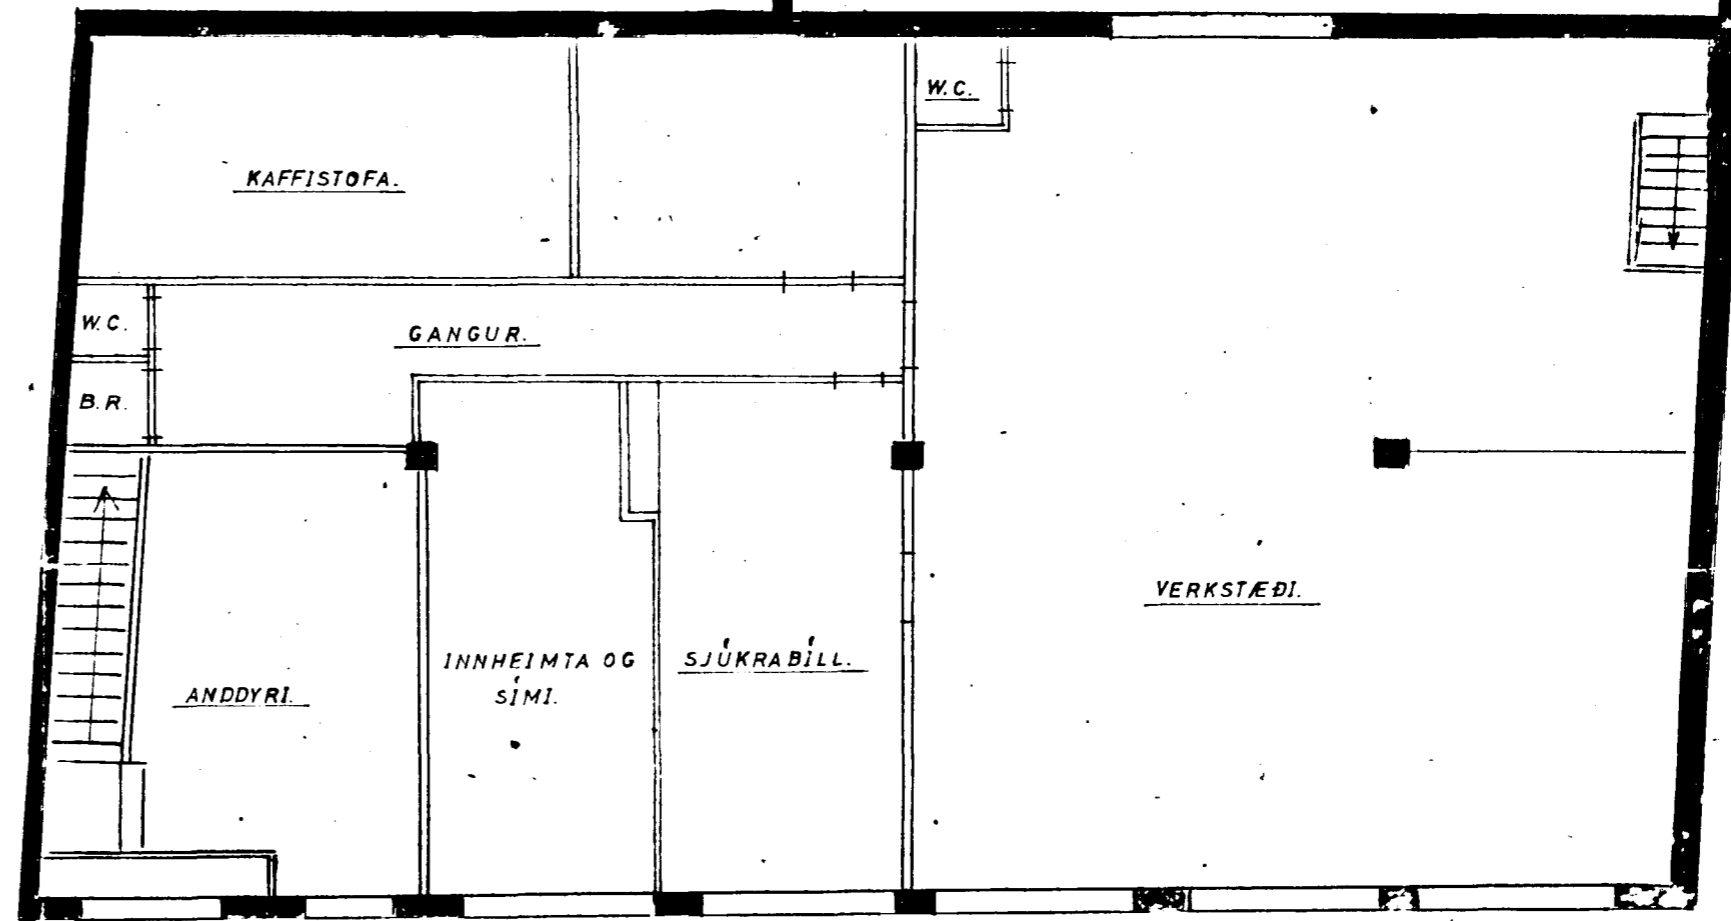 W.C.
KAFFISTOFA.
W.C.
GANGUR.
B.R.
VERKSTÆÐI.
INNHEIMTA OG
SÍMI.
SJÚKRABÍLL.
ANDDYRI.